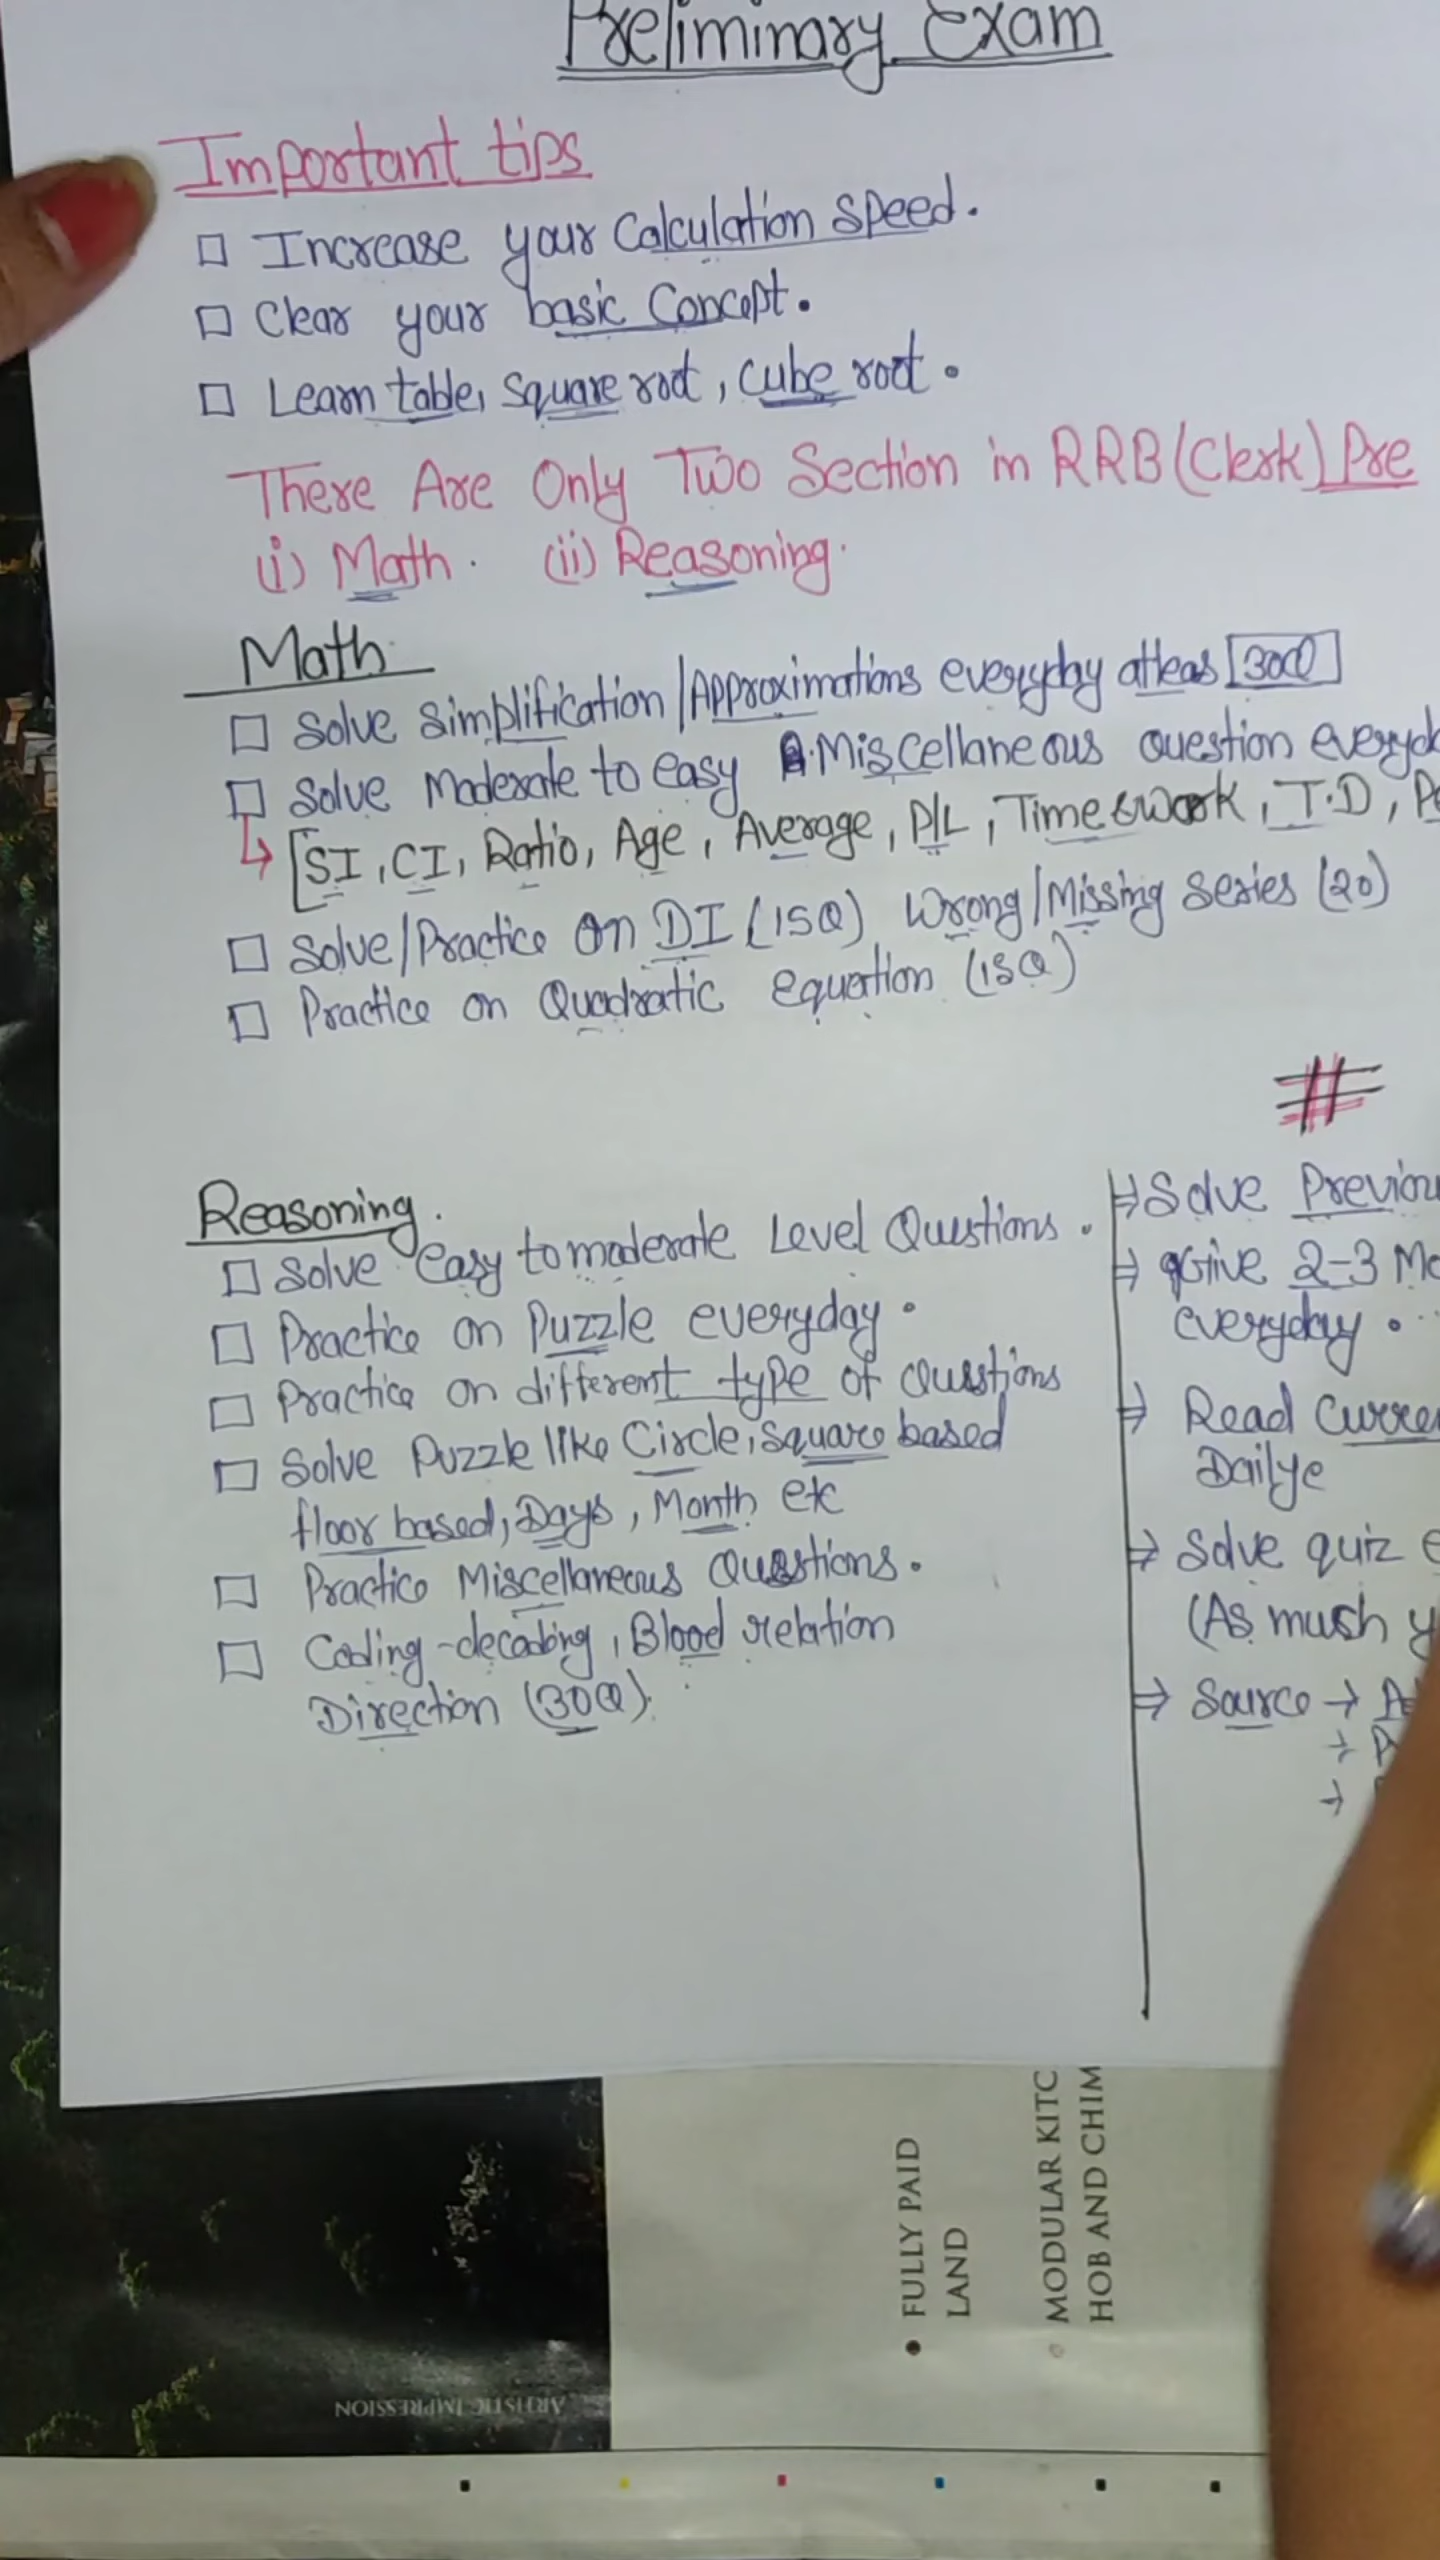 Preliminary Exam
Important tips
Increase your Calculation Speed.
Clear your basic Concept.
Learn table, Square root, Cube root.
There Are Only Two Section in RRB (Clerk) Pre
(i) Math. (ii) Reasoning.
Math
Solve Simplification/Approximations everyday atleas 30Q
Solve Moderate to easy Miscellaneous question
[SI, CI, Ratio, Age, Average, P/L, Time & work, T.D,
Solve/Practice on DI (15Q) Wrong/Missing Series (20)
Practice on Quadratic equation (15Q)
#
Reasoning.
Solve easy to moderate Level Questions.
Practice on Puzzle everyday.
Practice on different type of Questions
Solve Puzzle like Circle, Square based
floor based, Days, Month etc
Practice Miscellaneous Questions.
Coding-decoding, Blood relation
Direction (30Q).
⇒ Solve
⇒ Give 2-3
everyday.
⇒ Read
Dailye
⇒ Solve quiz
(As mush
⇒ Source →
→
→
• FULLY PAID
LAND
• MODULAR
HOB AND
ARTISTIC IMPRESSION